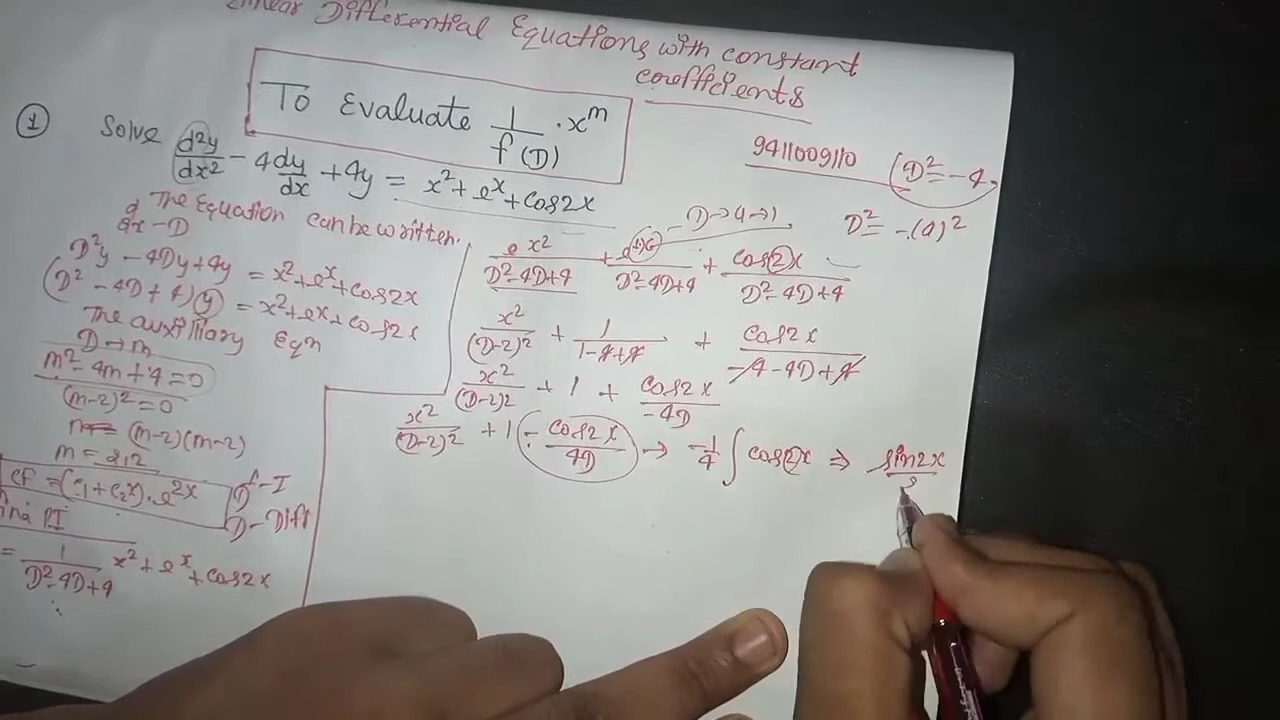 Linear Differential Equations with constant
coefficients
To Evaluate 1/f(D) · x^m
9411009110
(D² = -4,
① Solve d²y/dx² - 4dy/dx + 4y = x² + e^x + cos2x
D² = -(a)²
The Equation can be written.
d/dx - D
D²y - 4Dy + 4y = x² + e^x + cos2x
(D² - 4D + 4)y = x² + e^x + cos2x
The auxiliary Eqn
D → m
m² - 4m + 4 = 0
(m-2)² = 0
(m-2)(m-2)
m = 2,2
CF = (c₁ + c₂x).e^2x
1/D - I
D - Diff
PI
= 1/(D² - 4D + 4) x² + e^x + cos2x
- D → a → 1,
x²/(D² - 4D + 4) + e^(1)x/(D² - 4D + 4) + cos2x/(D² - 4D + 4)
x²/(D-2)² + 1/(1-4+4) + cos2x/(-4-4D+4)
x²/(D-2)² + 1 + cos2x/-4D
x²/(D-2)² + 1 - cos2x/4D → -1/4 ∫ cos2x ⇒ sin2x